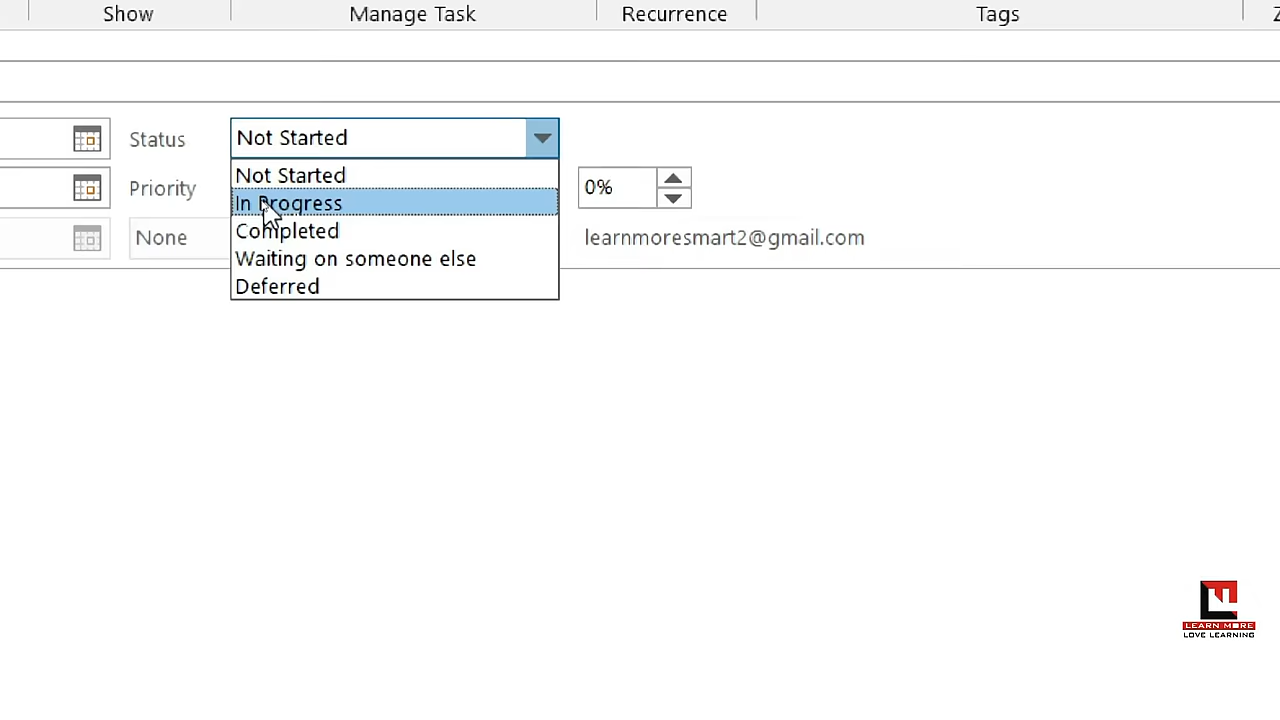 Show Manage Task Recurrence Tags
Status Not Started
Not Started
Priority In Progress 0%
None Completed learnmoresmart2@gmail.com
Waiting on someone else
Deferred
LEARN MORE
LOVE LEARNING